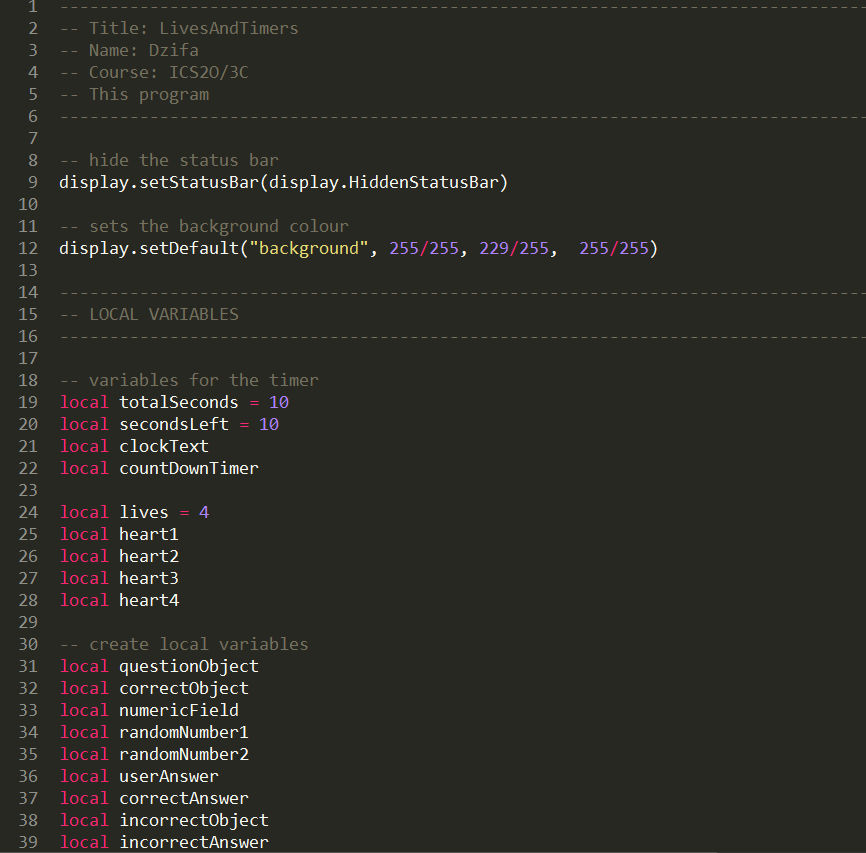 1 --------------------------------------------------------------------------------
2 -- Title: LivesAndTimers
3 -- Name: Dzifa
4 -- Course: ICS2O/3C
5 -- This program
6 --------------------------------------------------------------------------------
7
8 -- hide the status bar
9 display.setStatusBar(display.HiddenStatusBar)
10
11 -- sets the background colour
12 display.setDefault("background", 255/255, 229/255,  255/255)
13
14 --------------------------------------------------------------------------------
15 -- LOCAL VARIABLES
16 --------------------------------------------------------------------------------
17
18 -- variables for the timer
19 local totalSeconds = 10
20 local secondsLeft = 10
21 local clockText
22 local countDownTimer
23
24 local lives = 4
25 local heart1
26 local heart2
27 local heart3
28 local heart4
29
30 -- create local variables
31 local questionObject
32 local correctObject
33 local numericField
34 local randomNumber1
35 local randomNumber2
36 local userAnswer
37 local correctAnswer
38 local incorrectObject
39 local incorrectAnswer